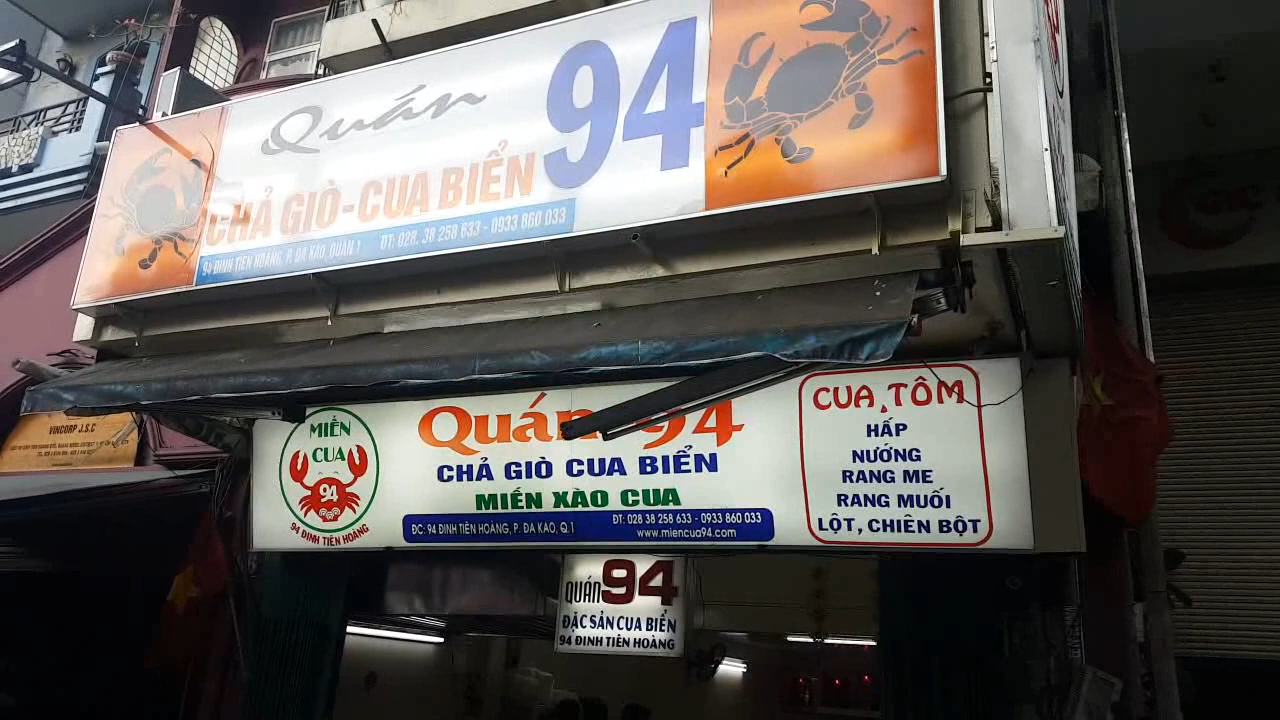 Quán 94
CHẢ GIÒ-CUA BIỂN
94 ĐINH TIÊN HOÀNG, P. ĐA KAO, QUẬN 1 ĐT: 028. 38 258 633 - 0933 860 033
VINCORP J.S.C
MIẾN
CUA
94
94 ĐINH TIÊN HOÀNG
Quán 94
CHẢ GIÒ CUA BIỂN
MIẾN XÀO CUA
ĐC: 94 ĐINH TIÊN HOÀNG, P. ĐA KAO, Q.1 ĐT: 028 38 258 633 - 0933 860 033
www.miencua94.com
CUA, TÔM
HẤP
NƯỚNG
RANG ME
RANG MUỐI
LỘT, CHIÊN BỘT
QUÁN 94
ĐẶC SẢN CUA BIỂN
94 ĐINH TIÊN HOÀNG